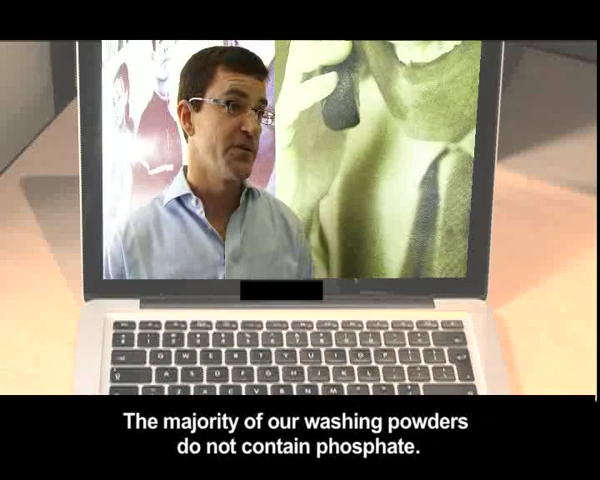 The majority of our washing powders
do not contain phosphate.